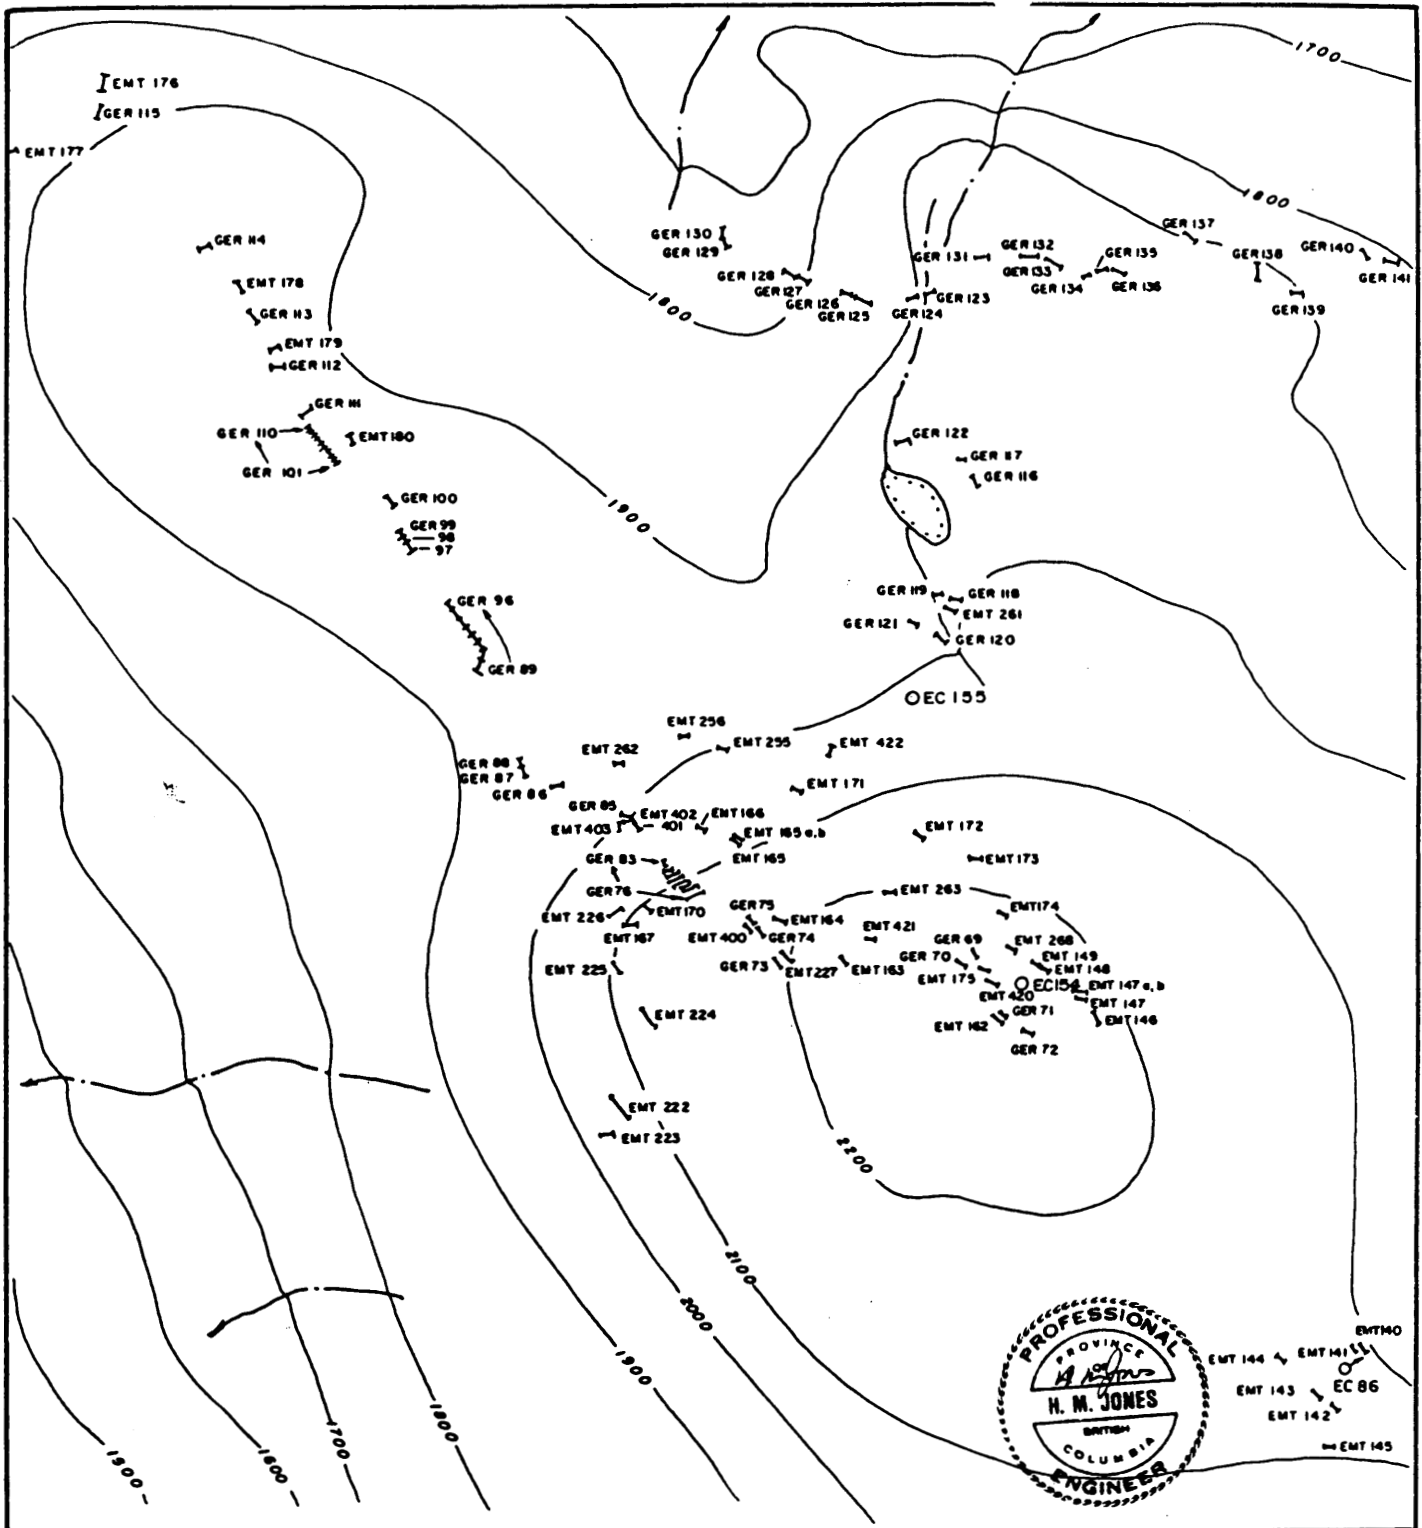 1700
EMT 176
GER 115
EMT 177
1800
GER 114
GER 130
GER 129
GER 137
GER 131
GER 132
GER 135
GER 138
GER 140
GER 133
GER 141
GER 128
GER 134
GER 136
EMT 178
GER 127
GER 126
GER 123
GER 125
GER 124
GER 139
1800
GER 113
EMT 179
GER 112
GER 111
GER 110
EMT 180
GER 122
GER 117
GER 101
GER 116
GER 100
1900
GER 99
98
97
GER 119
GER 118
GER 96
EMT 261
GER 121
GER 120
GER 89
EC 155
EMT 256
EMT 262
EMT 255
EMT 422
GER 88
GER 87
GER 86
EMT 171
GER 85
EMT 402
EMT 166
EMT 403
401
EMT 165 a,b
EMT 172
GER 83
EMT 165
EMT 173
GER 76
EMT 263
EMT 226
EMT 170
GER 75
EMT 164
EMT 174
EMT 167
EMT 400
GER 74
EMT 421
GER 69
EMT 268
GER 70
EMT 149
EMT 225
GER 73
EMT 227
EMT 163
EMT 148
EMT 175
EC 154
EMT 147 a,b
EMT 420
EMT 147
EMT 224
GER 71
EMT 162
EMT 146
GER 72
EMT 222
EMT 223
2200
2100
2000
1900
1800
1700
1600
1500
PROFESSIONAL
PROVINCE
OF
H. M. JONES
BRITISH
COLUMBIA
ENGINEER
EMT 140
EMT 144
EMT 141
EC 86
EMT 143
EMT 142
EMT 145